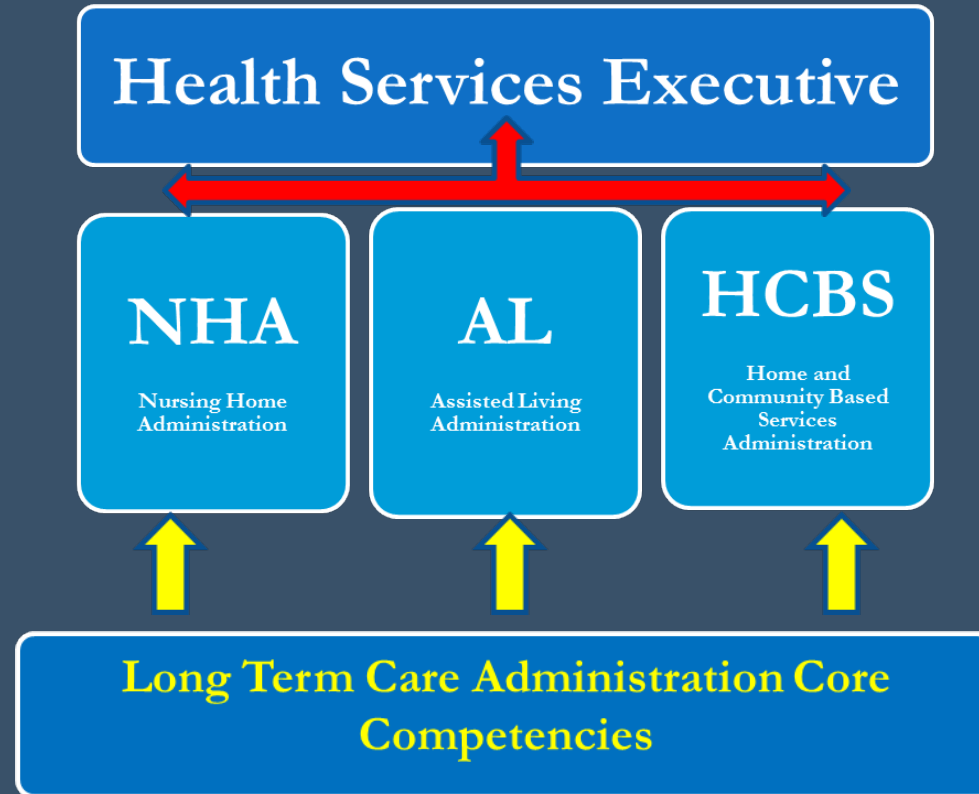 Health Services Executive
NHA
Nursing Home
Administration
AL
Assisted Living
Administration
HCBS
Home and
Community Based
Services
Administration
Long Term Care Administration Core
Competencies